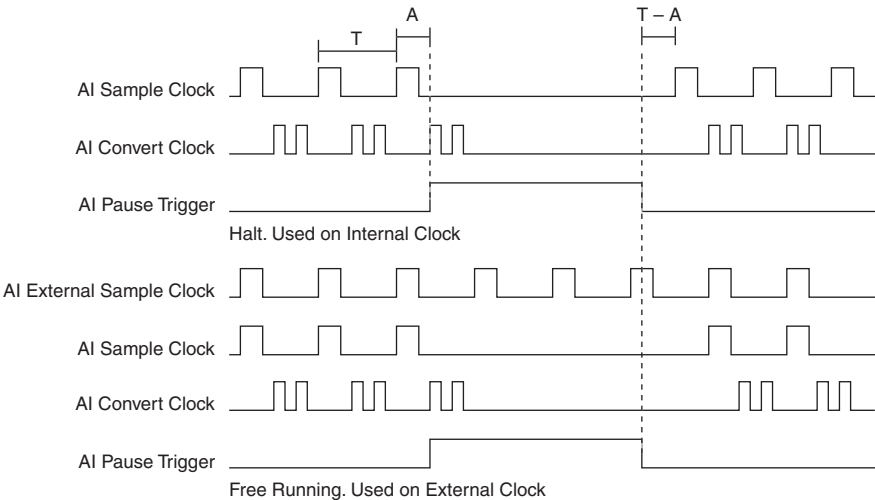 A
T – A
T
AI Sample Clock
AI Convert Clock
AI Pause Trigger
Halt. Used on Internal Clock
AI External Sample Clock
AI Sample Clock
AI Convert Clock
AI Pause Trigger
Free Running. Used on External Clock